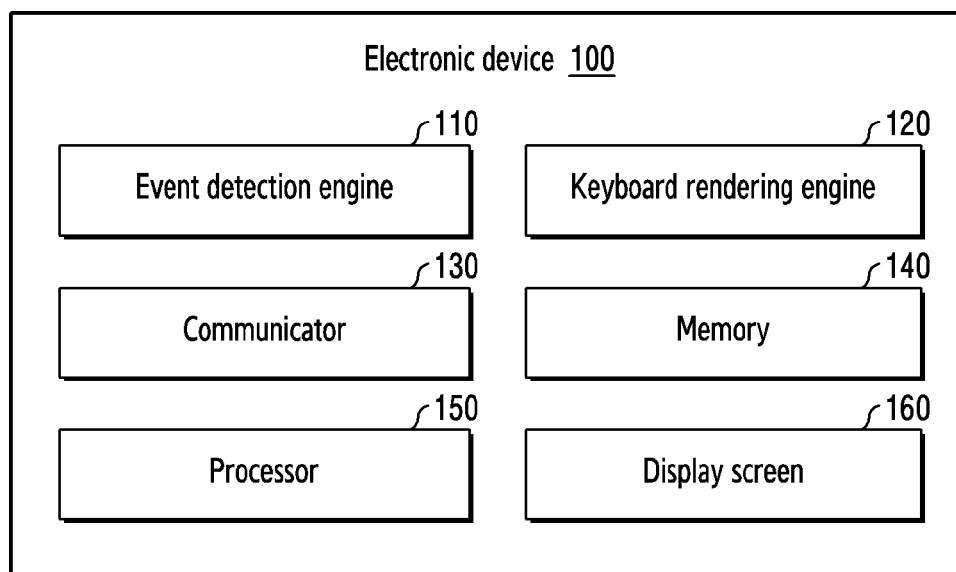 Electronic device 100
110
Event detection engine
120
Keyboard rendering engine
130
Communicator
140
Memory
150
Processor
160
Display screen